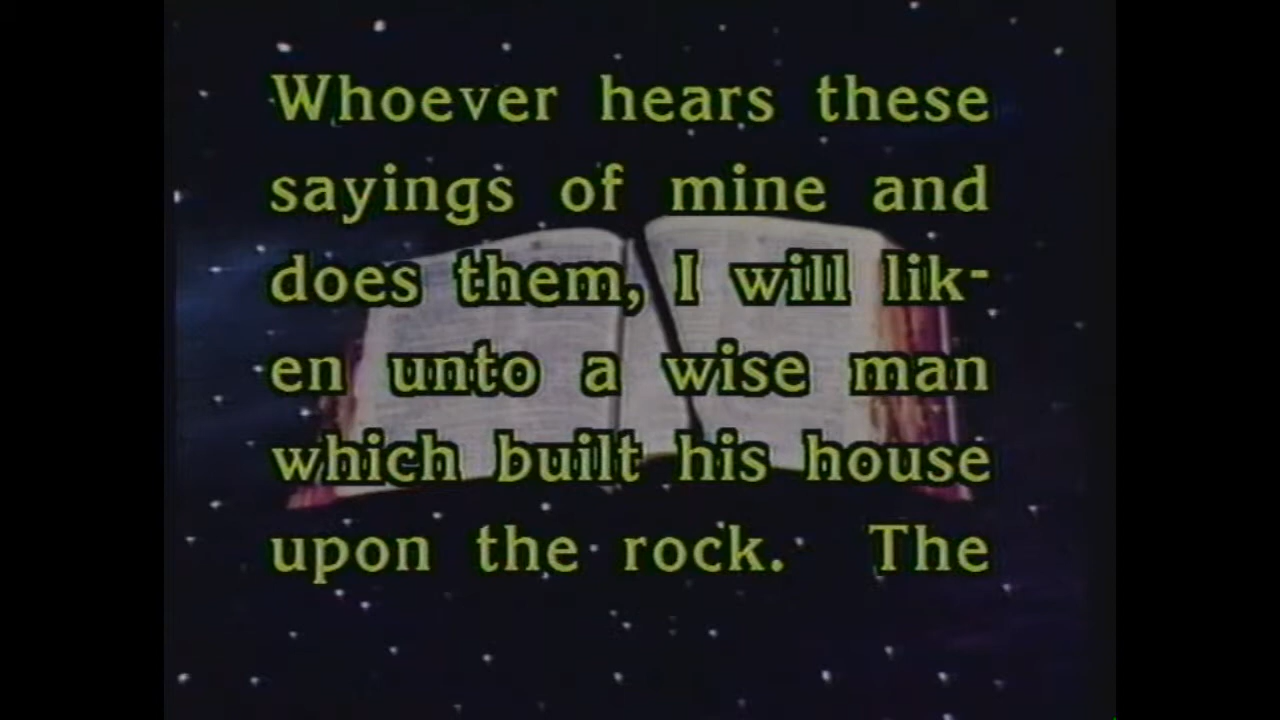 Whoever hears these
sayings of mine and
does them, I will lik-
en unto a wise man
which built his house
upon the rock. The